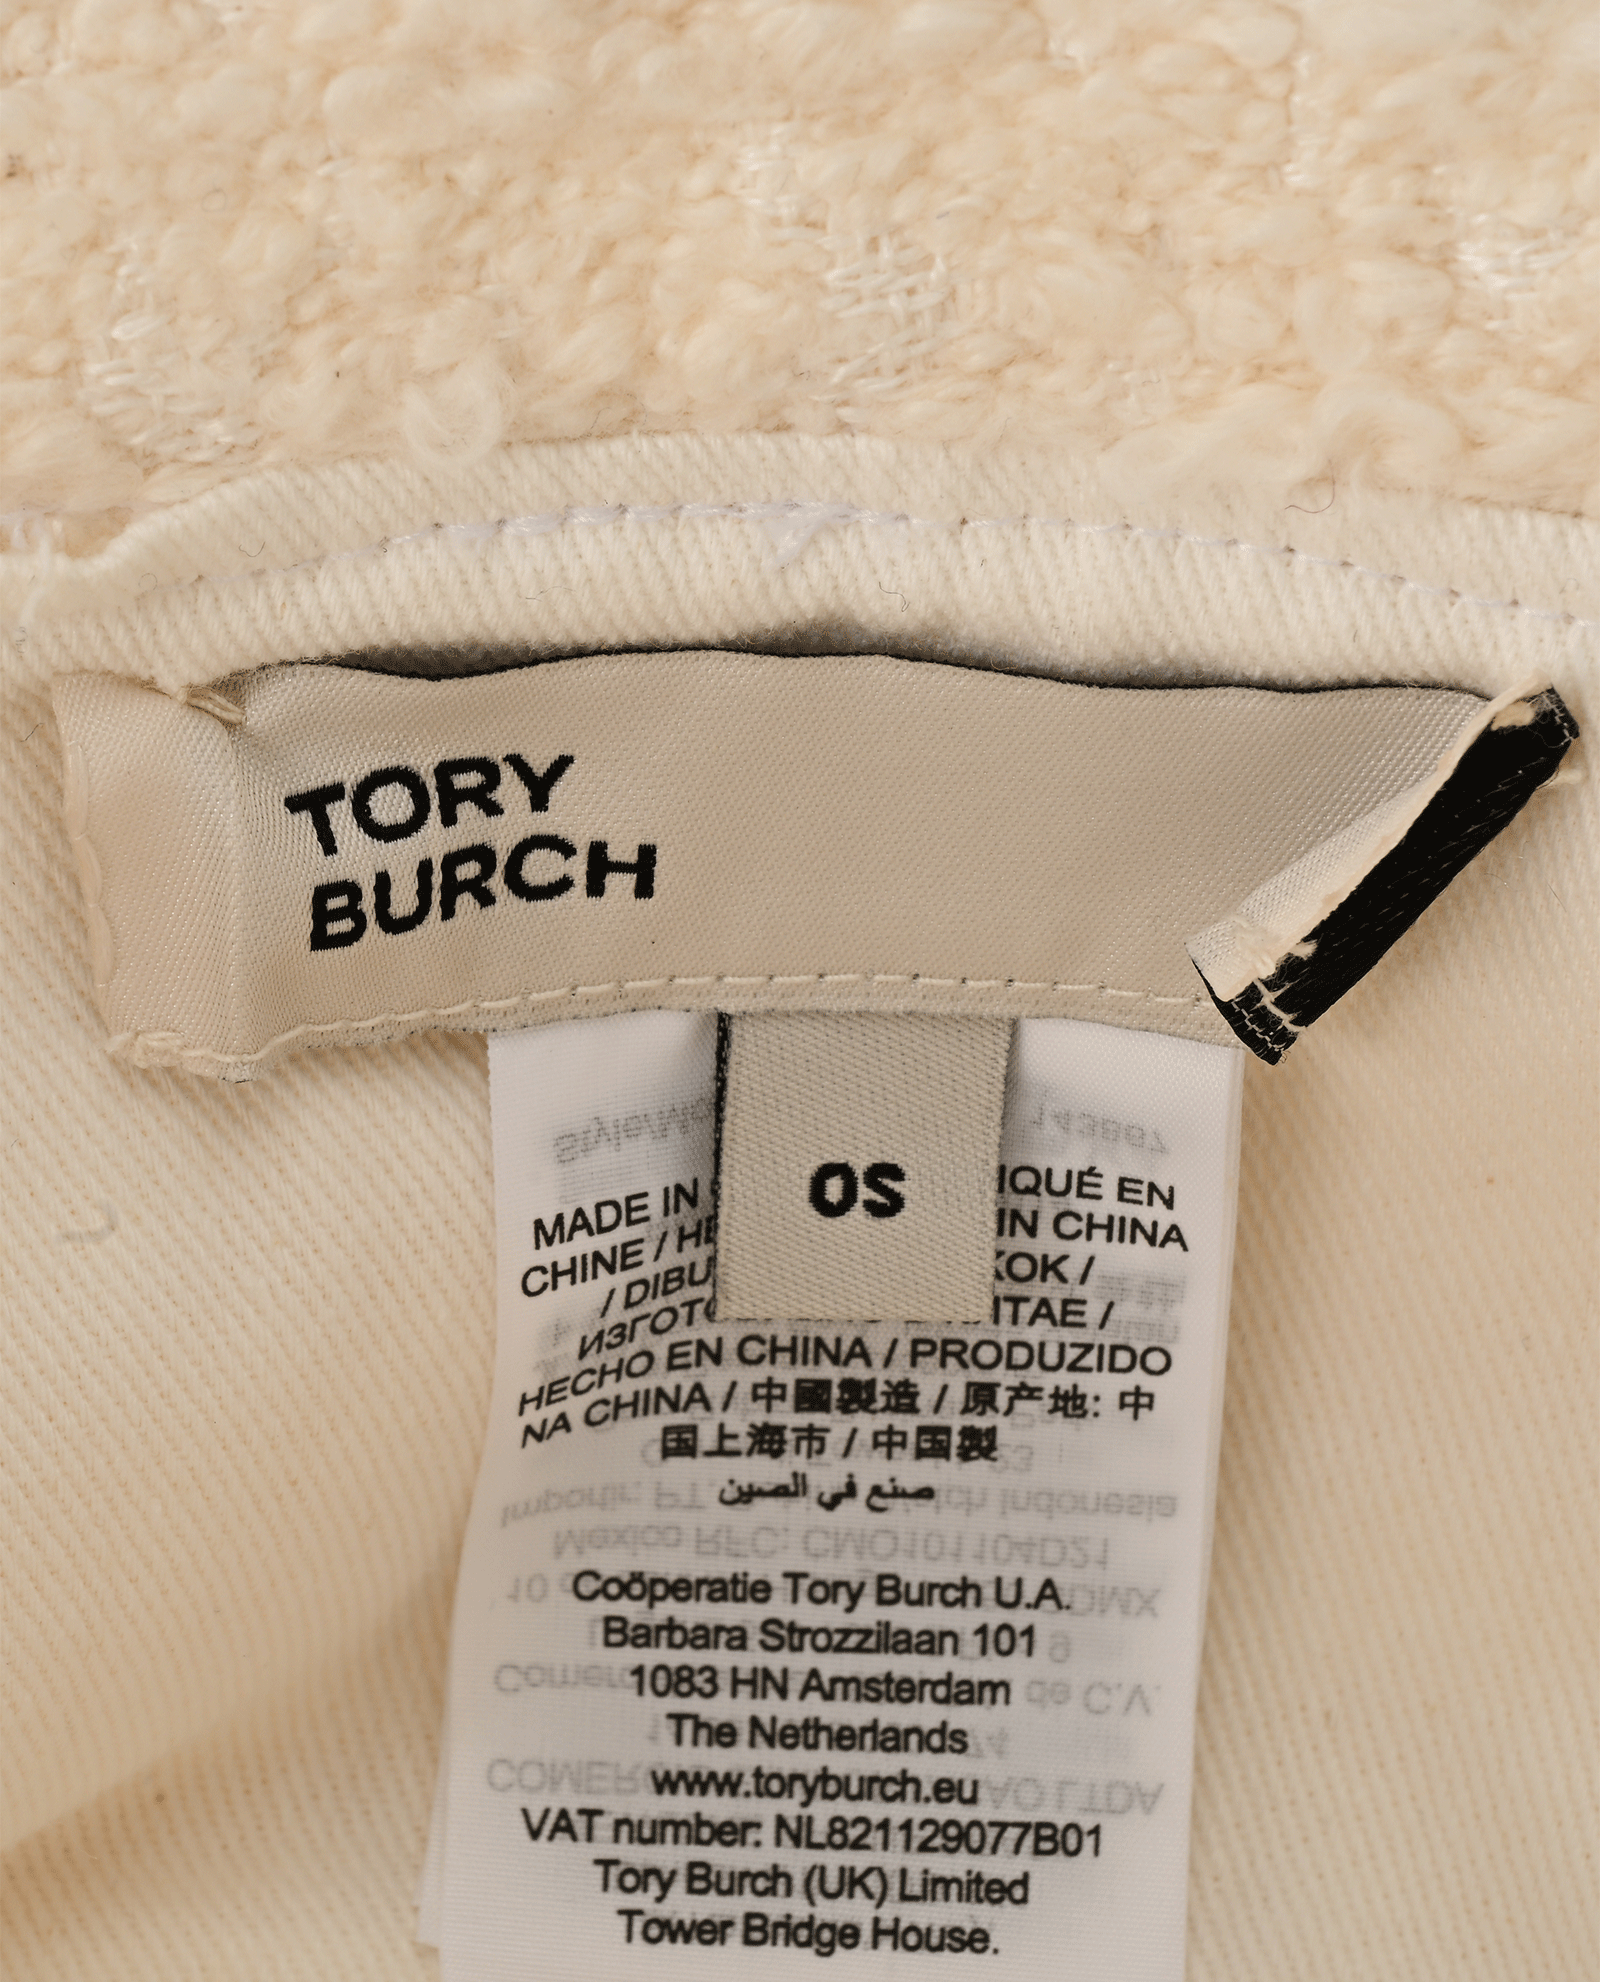 TORY
BURCH
OS
MADE IN IQUÉ EN
CHINE / HE IN CHINA
/ DIBU KOK /
ИЗГОТО ITAE /
HECHO EN CHINA / PRODUZIDO
NA CHINA / 中國製造 / 原产地: 中
国上海市 / 中国製
صنع في الصين
Coöperatie Tory Burch U.A.
Barbara Strozzilaan 101
1083 HN Amsterdam
The Netherlands
www.toryburch.eu
VAT number: NL821129077B01
Tory Burch (UK) Limited
Tower Bridge House.